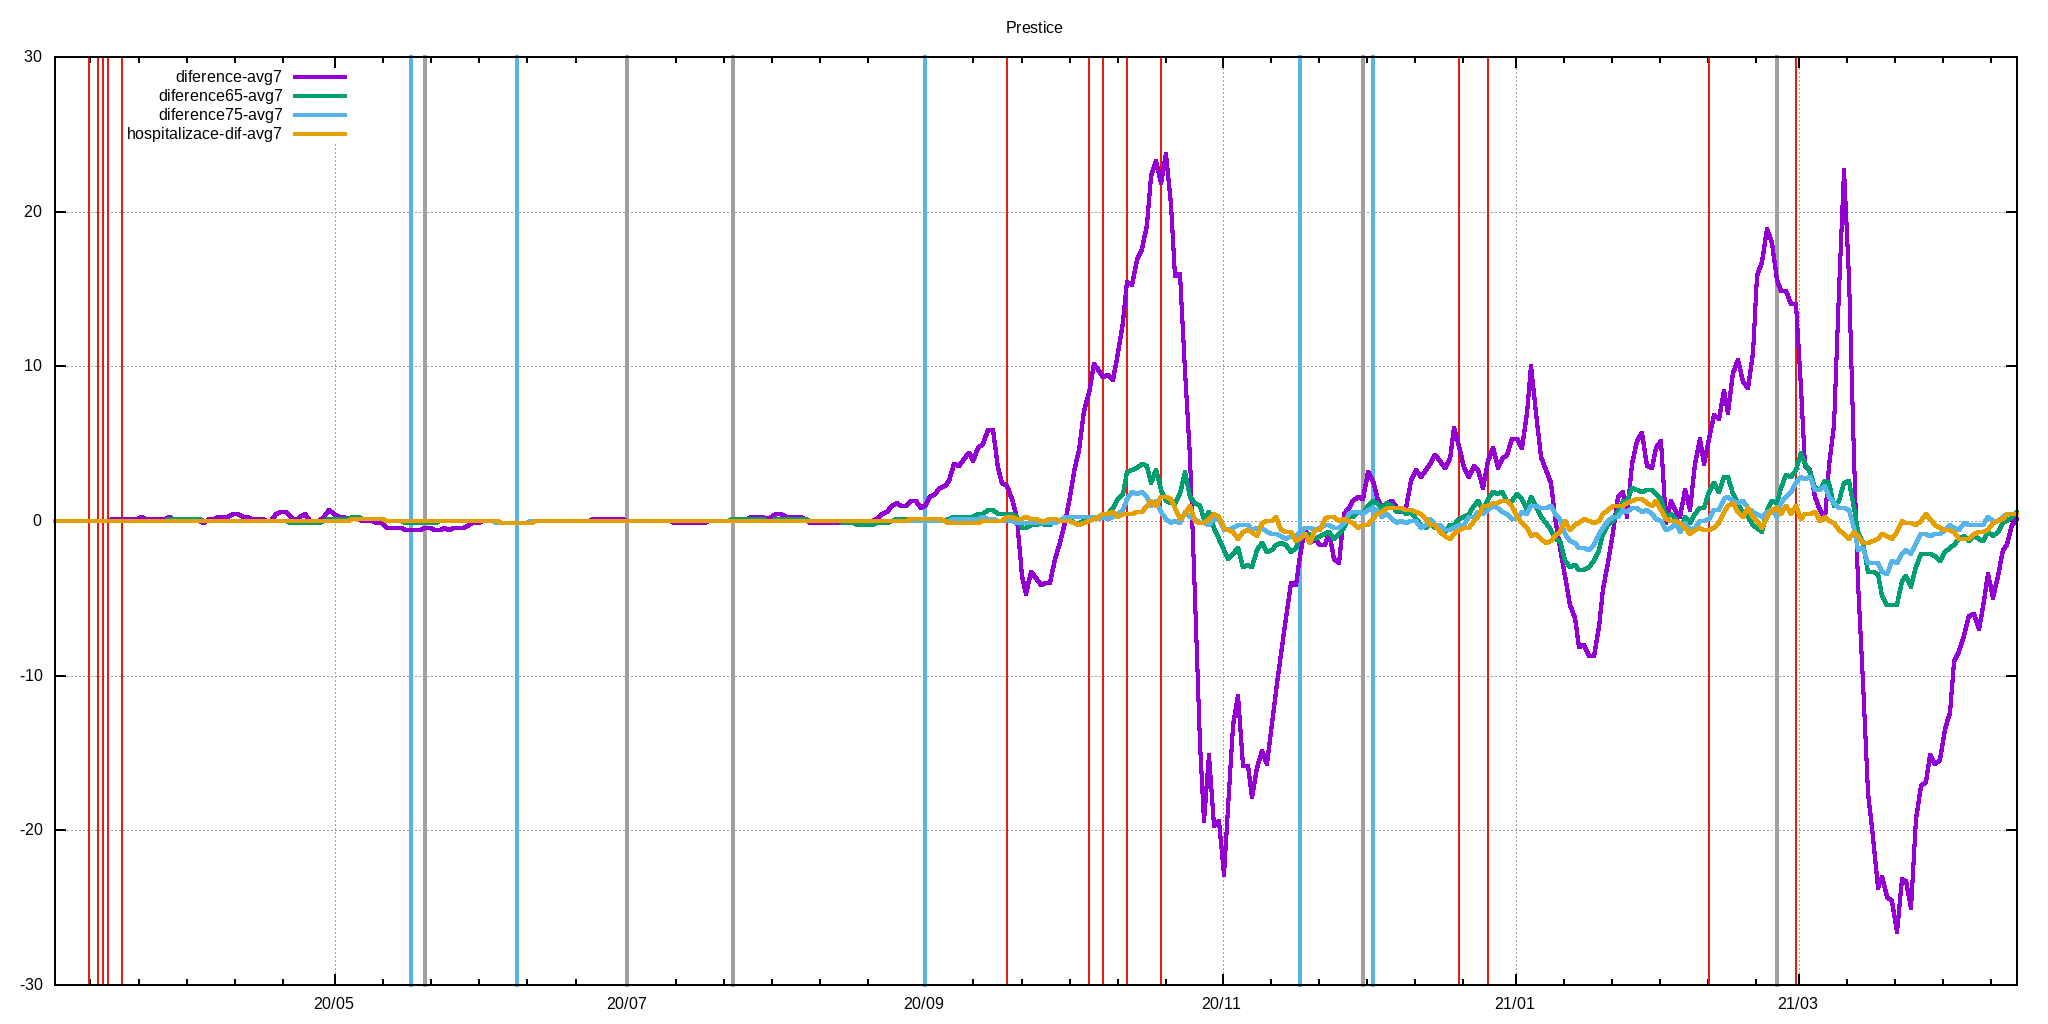 Prestice
30
20
10
0
-10
-20
-30
diference-avg7
diference65-avg7
diference75-avg7
hospitalizace-dif-avg7
20/05
20/07
20/09
20/11
21/01
21/03